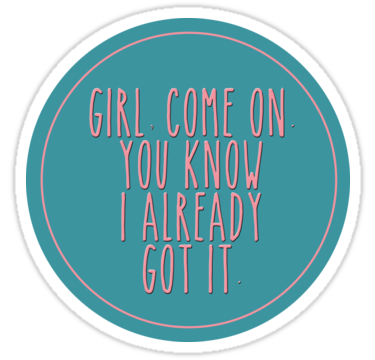 GIRL, COME ON.
YOU KNOW
I ALREADY
GOT IT.